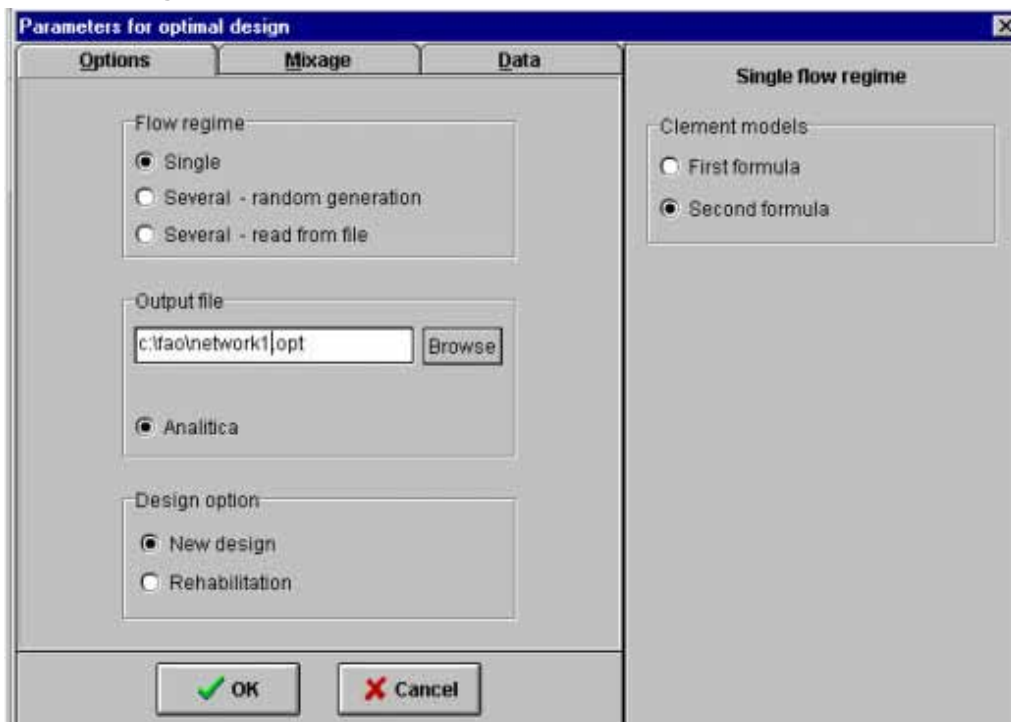 Parameters for optimal design
Options Mixage Data
Flow regime
Single
Several - random generation
Several - read from file
Output file
c:\fao\network1.opt
Browse
Analitica
Design option
New design
Rehabilitation
OK
Cancel
Single flow regime
Clement models
First formula
Second formula